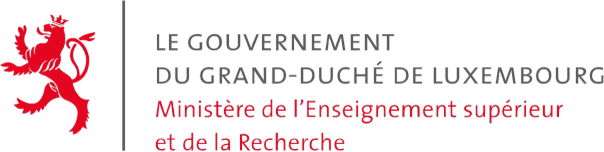 LE GOUVERNEMENT
DU GRAND-DUCHÉ DE LUXEMBOURG
Ministère de l'Enseignement supérieur
et de la Recherche